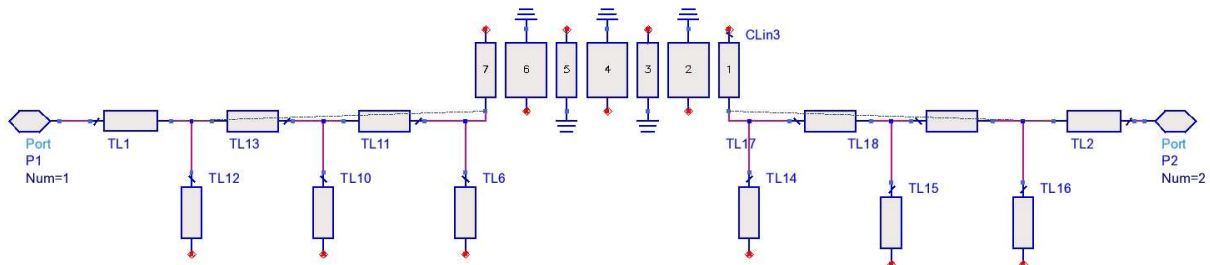 CLin3
7
6
5
4
3
2
1
TL1
TL13
TL11
TL17
TL18
TL2
Port
P1
Num=1
Port
P2
Num=2
TL12
TL10
TL6
TL14
TL15
TL16